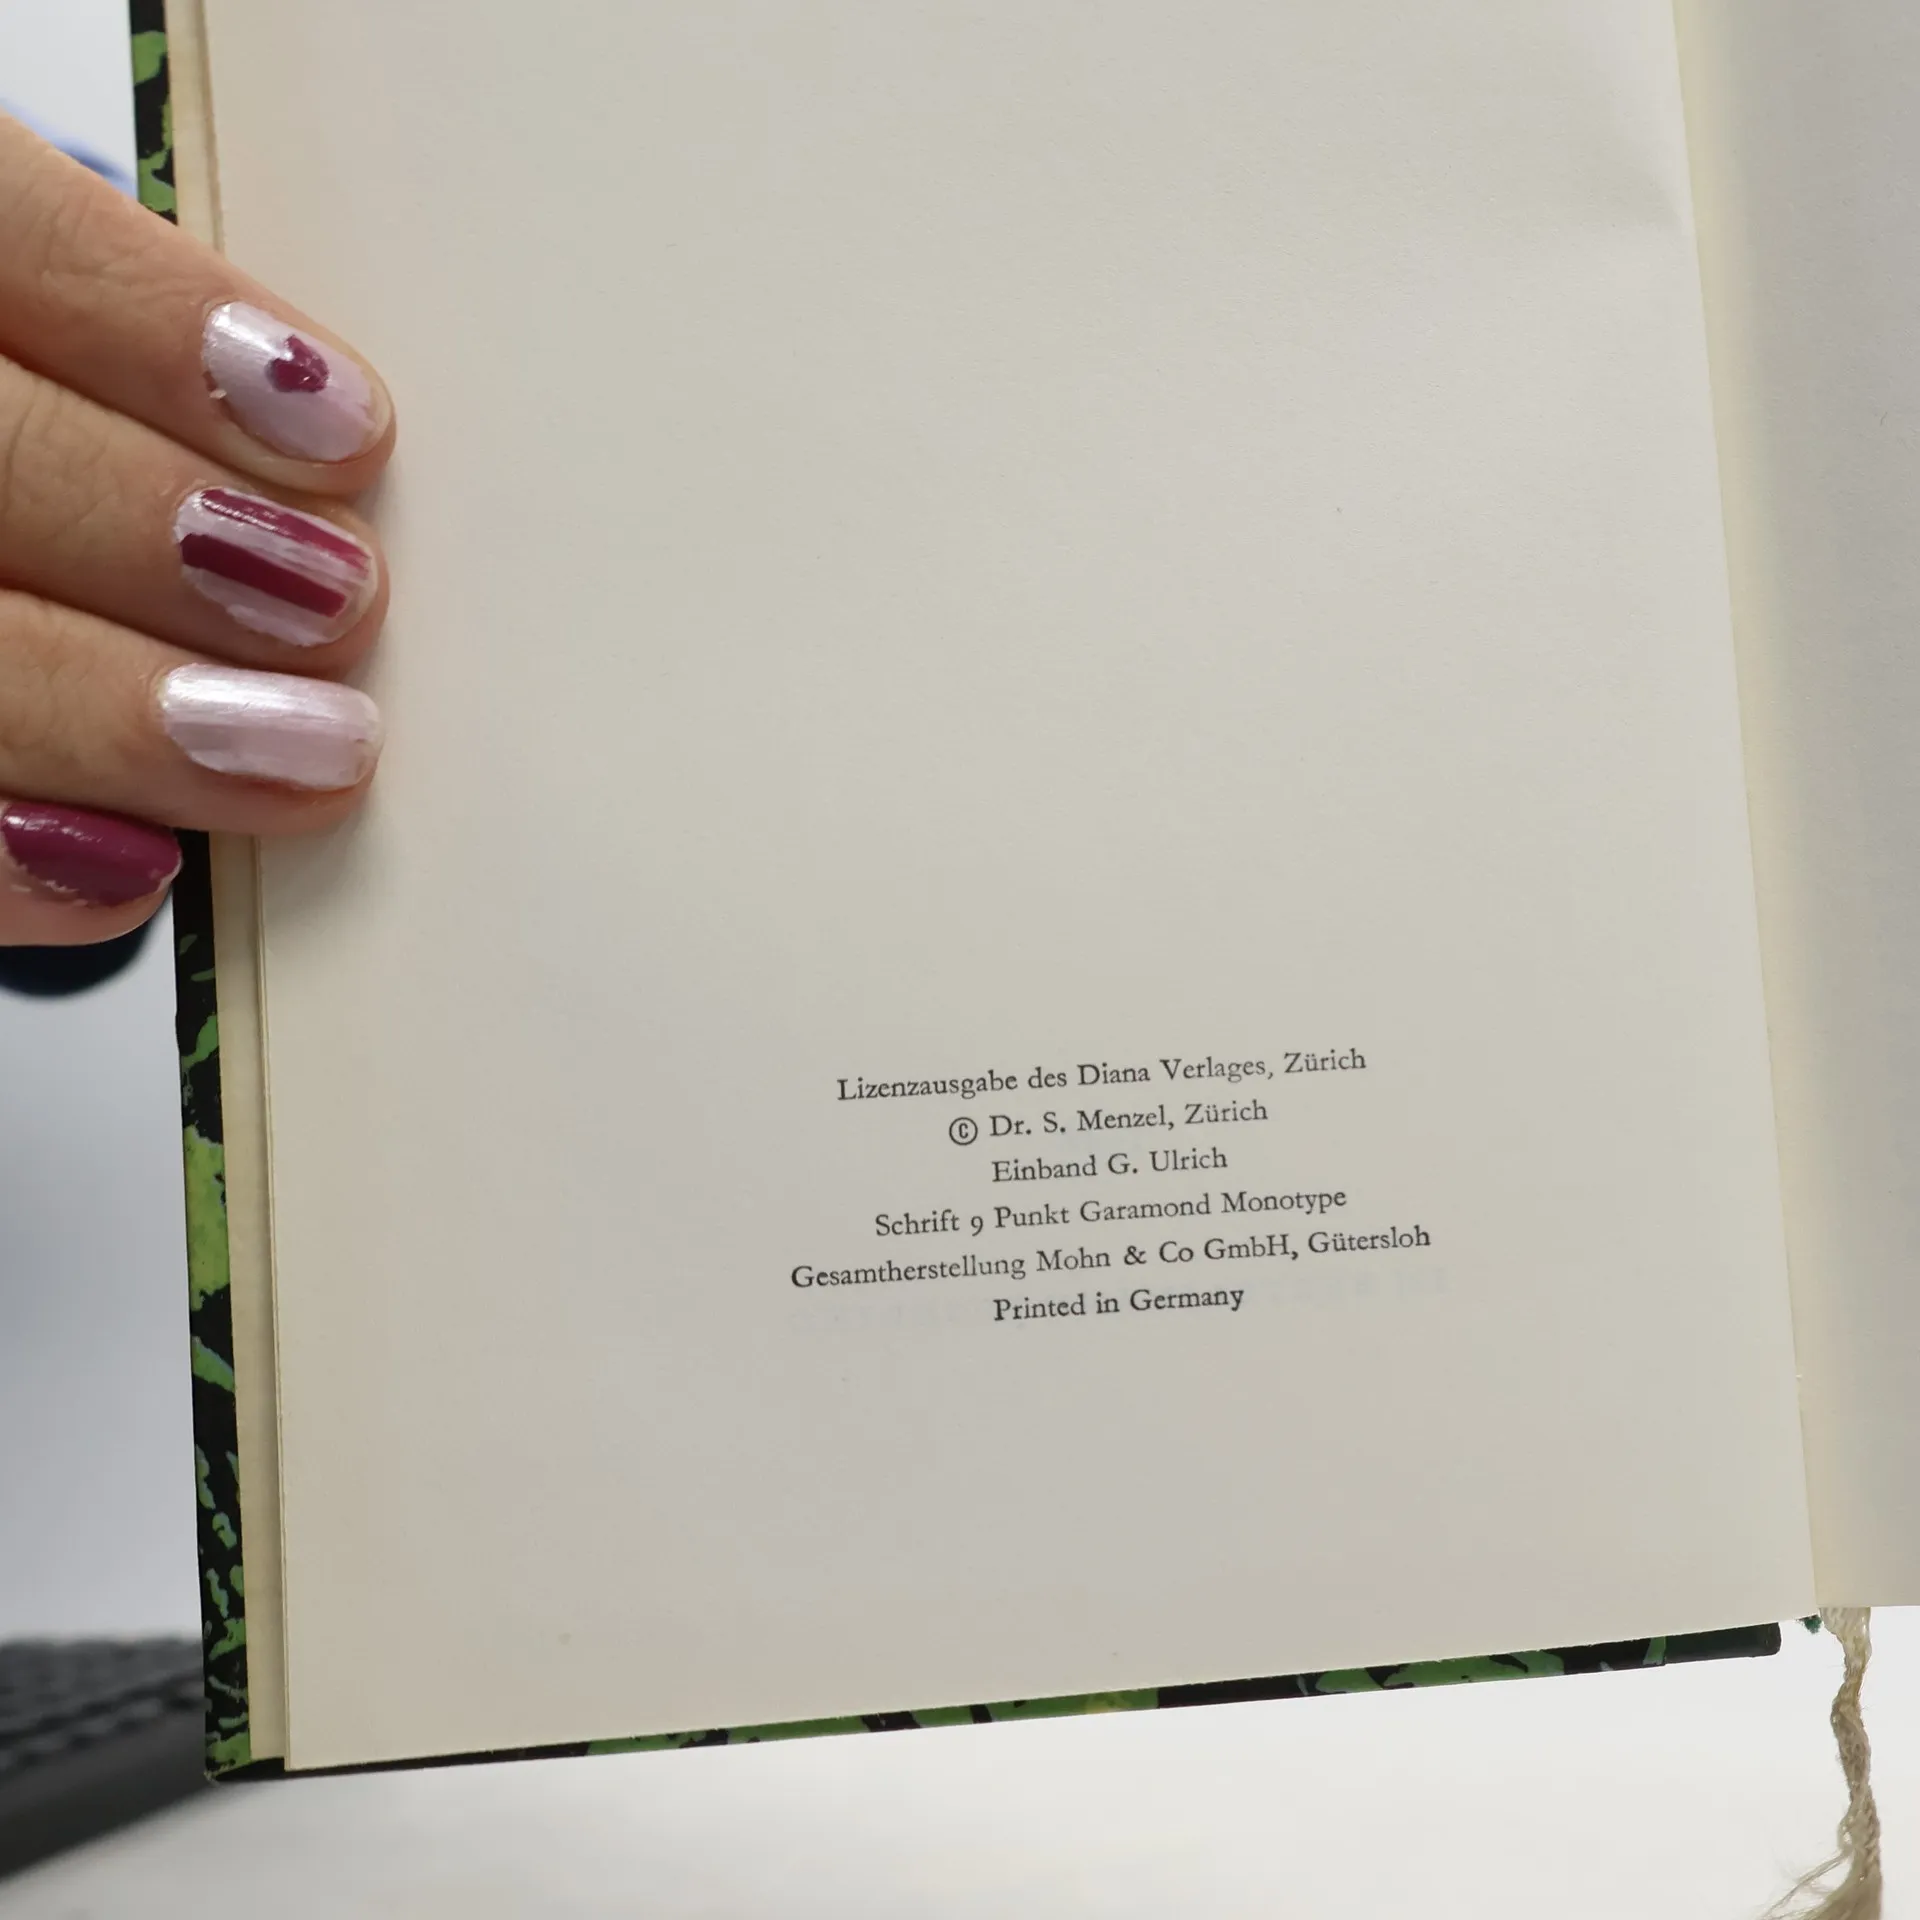 Lizenzausgabe des Diana Verlages, Zürich
© Dr. S. Menzel, Zürich
Einband G. Ulrich
Schrift 9 Punkt Garamond Monotype
Gesamtherstellung Mohn & Co GmbH, Gütersloh
Printed in Germany